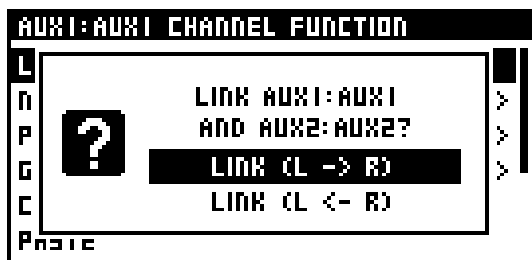 AUX1:AUX1 CHANNEL FUNCTION
L
N
P
G
C
LINK AUX1:AUX1
AND AUX2:AUX2?
LINK (L -> R)
LINK (L <- R)
>
>
>